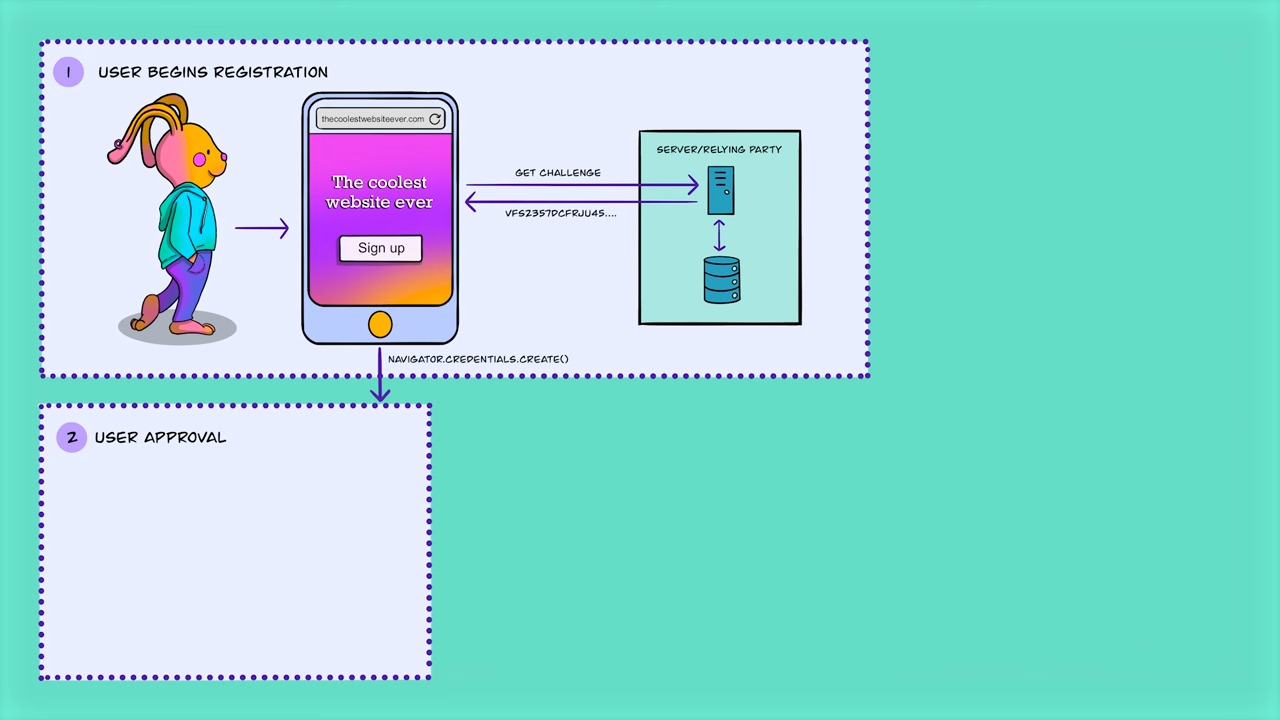 1 USER BEGINS REGISTRATION
thecoolestwebsiteever.com
The coolest
website ever
Sign up
GET CHALLENGE
VFS2357DCFRJU45....
SERVER/RELYING PARTY
NAVIGATOR.CREDENTIALS.CREATE()
2 USER APPROVAL